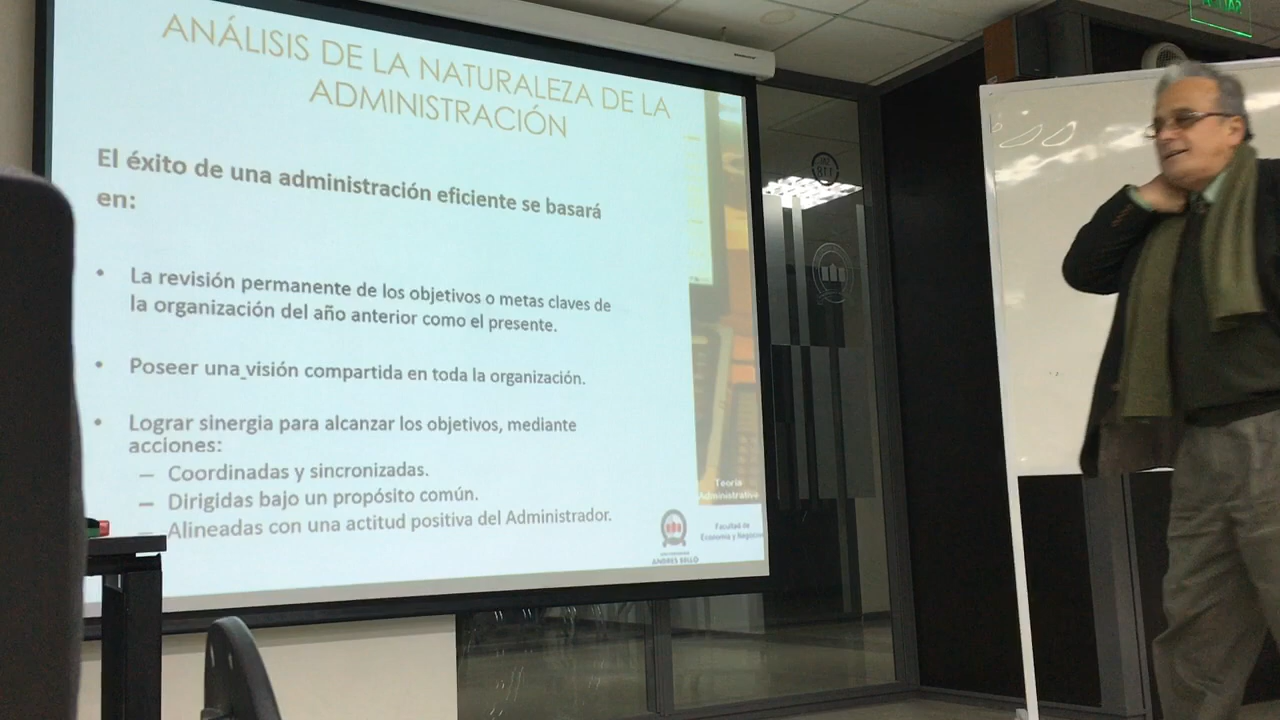 ANÁLISIS DE LA NATURALEZA DE LA
ADMINISTRACIÓN
El éxito de una administración eficiente se basará
en:
• La revisión permanente de los objetivos o metas claves de
la organización del año anterior como el presente.
• Poseer una_visión compartida en toda la organización.
• Lograr sinergia para alcanzar los objetivos, mediante
acciones:
– Coordinadas y sincronizadas.
– Dirigidas bajo un propósito común.
– Alineadas con una actitud positiva del Administrador.
Teoría
Administrativa
Facultad de
Economía y Negocios
UNIVERSIDAD
ANDRES BELLO